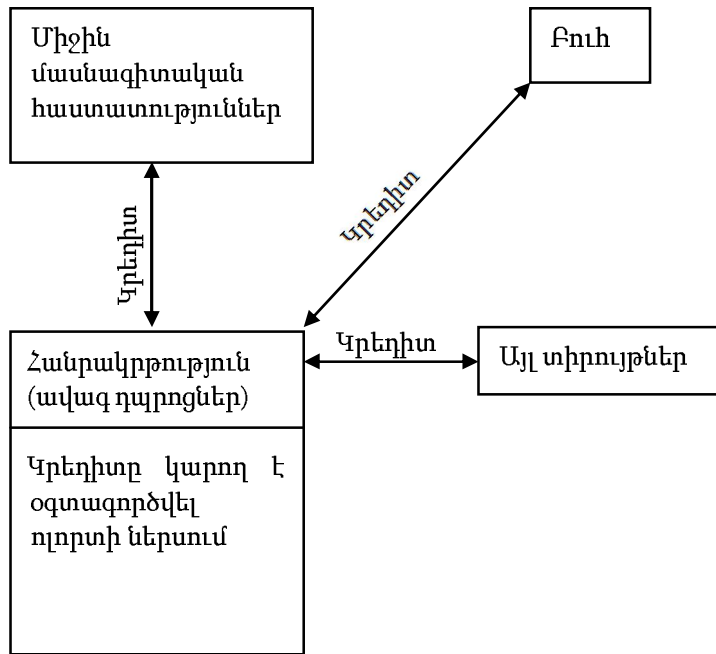 Միջին
մասնագիտական
հաստատություններ
Բուհ
Կրեդիտ
Կրեդիտ
Հանրակրթություն
(ավագ դպրոցներ)
Կրեդիտ
Այլ տիրույթներ
Կրեդիտը կարող է
օգտագործվել
ոլորտի ներսում